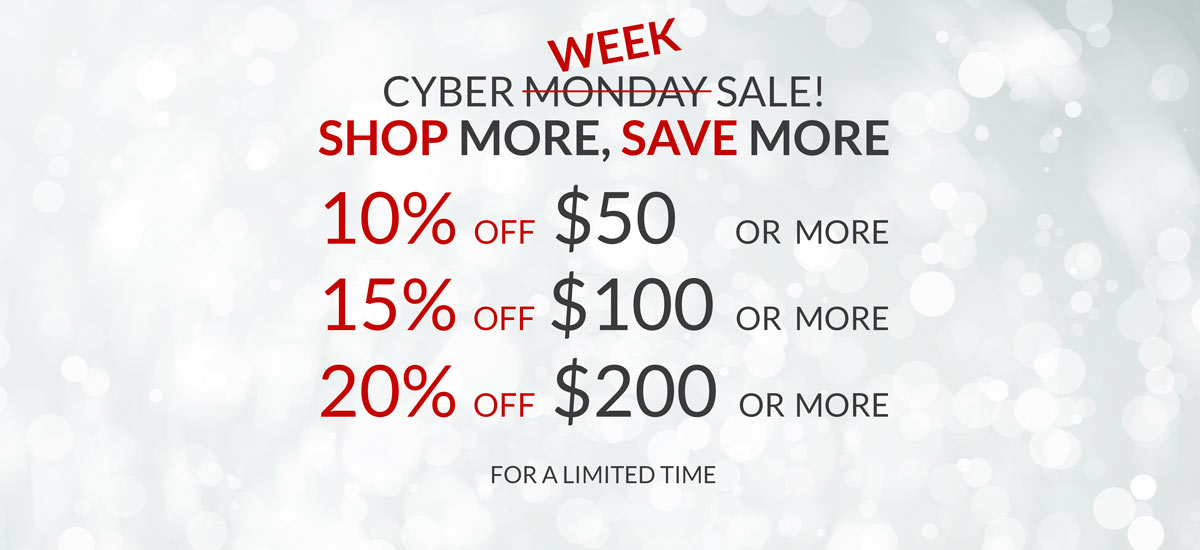 WEEK
CYBER MONDAY SALE!
SHOP MORE, SAVE MORE
10% OFF $50 OR MORE
15% OFF $100 OR MORE
20% OFF $200 OR MORE
FOR A LIMITED TIME